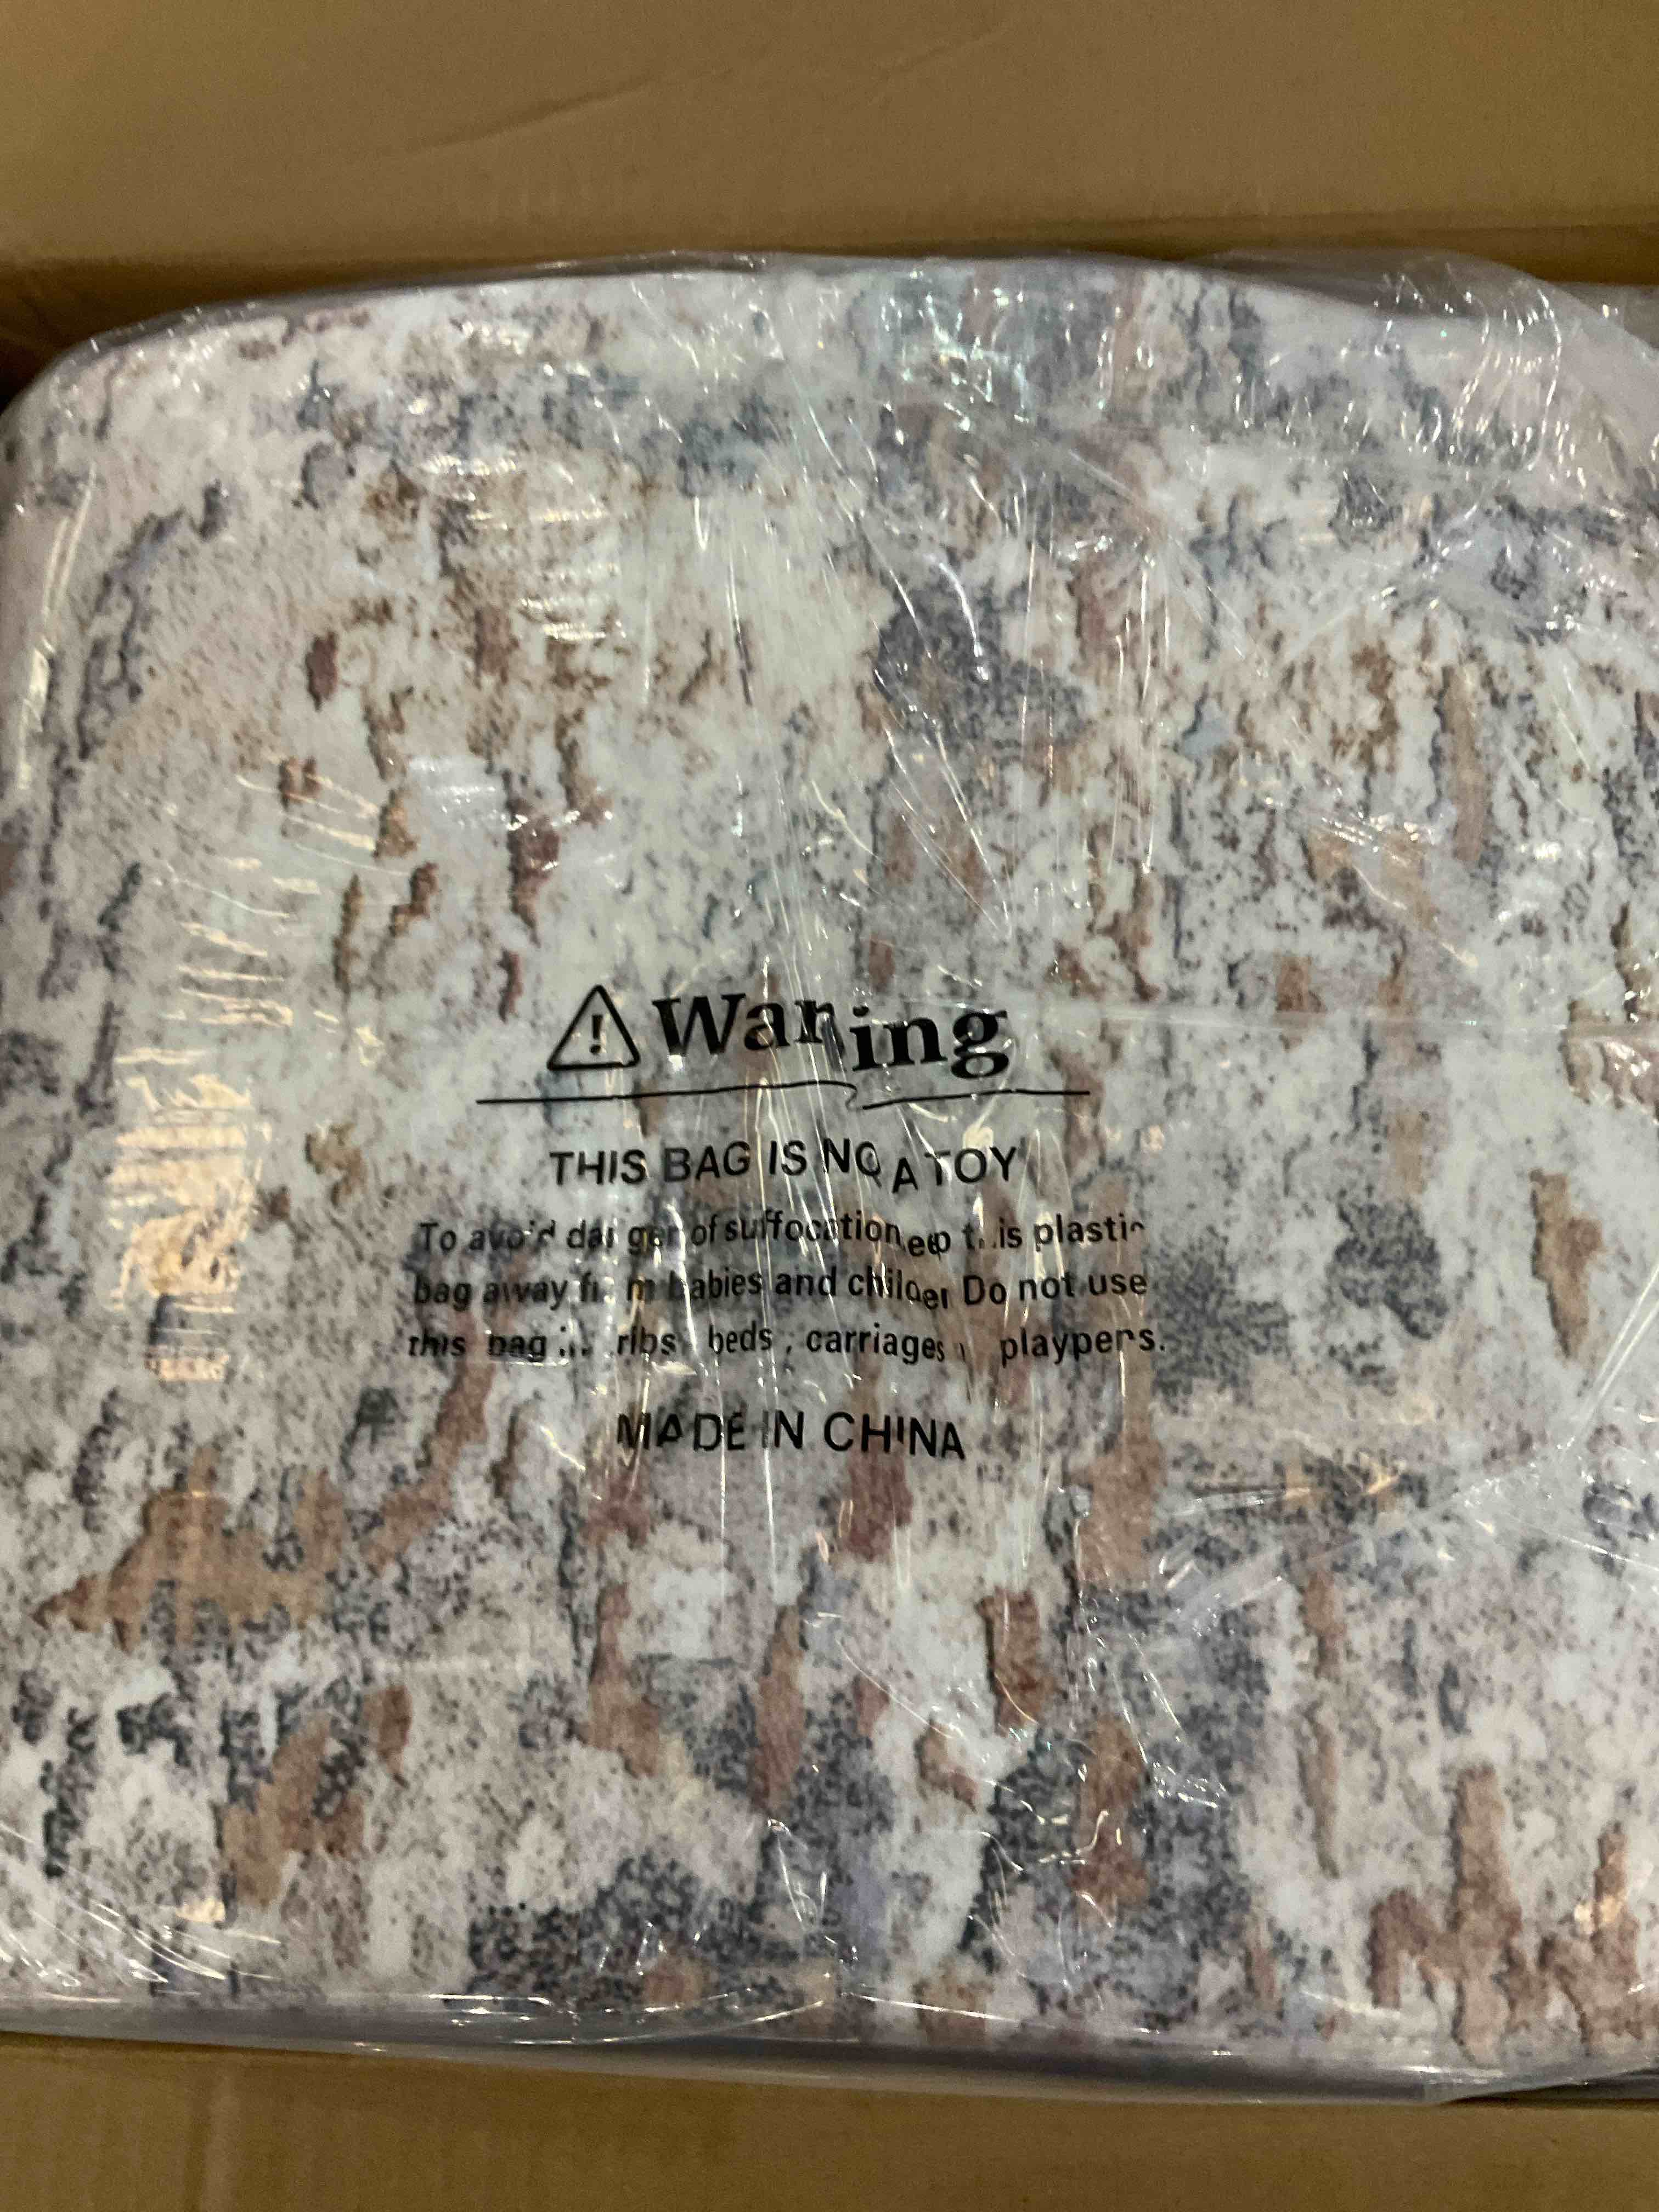 Warning
THIS BAG IS NOT A TOY
To avoid danger of suffocation keep this plastic
bag away from babies and children Do not use
this bag in cribs, beds, carriages playpens.
MADE IN CHINA